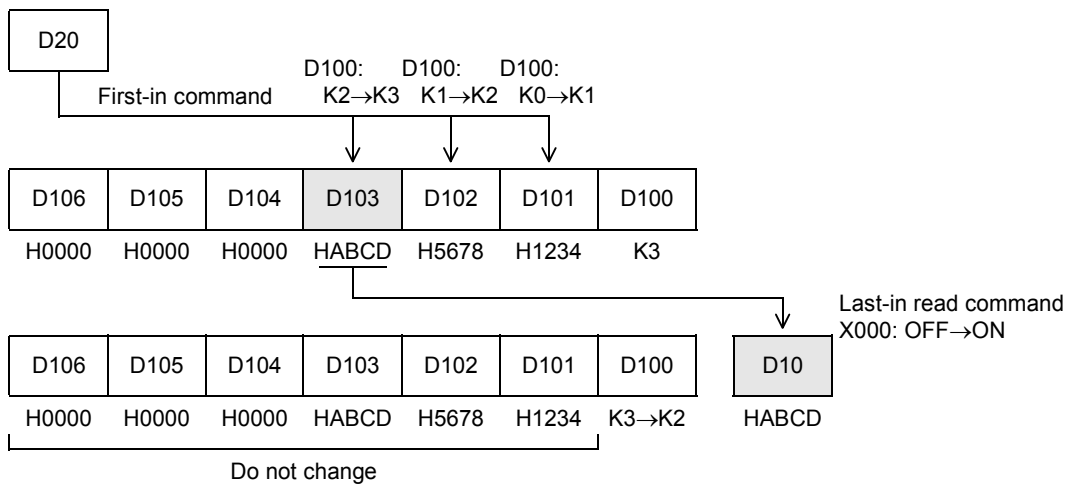 D20
D100: D100: D100:
First-in command K2→K3 K1→K2 K0→K1
D106 D105 D104 D103 D102 D101 D100
H0000 H0000 H0000 HABCD H5678 H1234 K3
Last-in read command
X000: OFF→ON
D106 D105 D104 D103 D102 D101 D100 D10
H0000 H0000 H0000 HABCD H5678 H1234 K3→K2 HABCD
Do not change